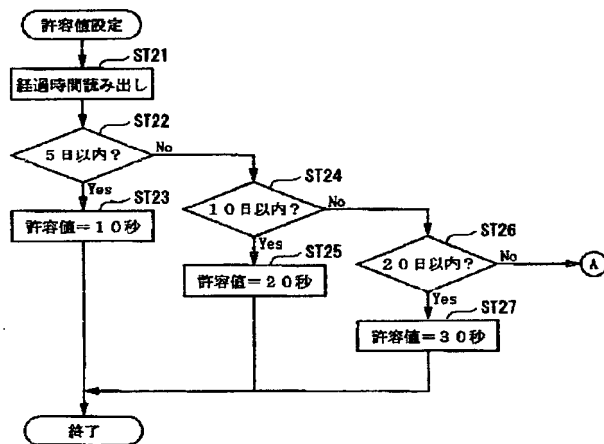 許容値設定
ST21
経過時間読み出し
ST22
5日以内?
No
Yes
ST23
許容値=10秒
ST24
10日以内?
No
Yes
ST25
許容値=20秒
ST26
20日以内?
No
A
Yes
ST27
許容値=30秒
終了